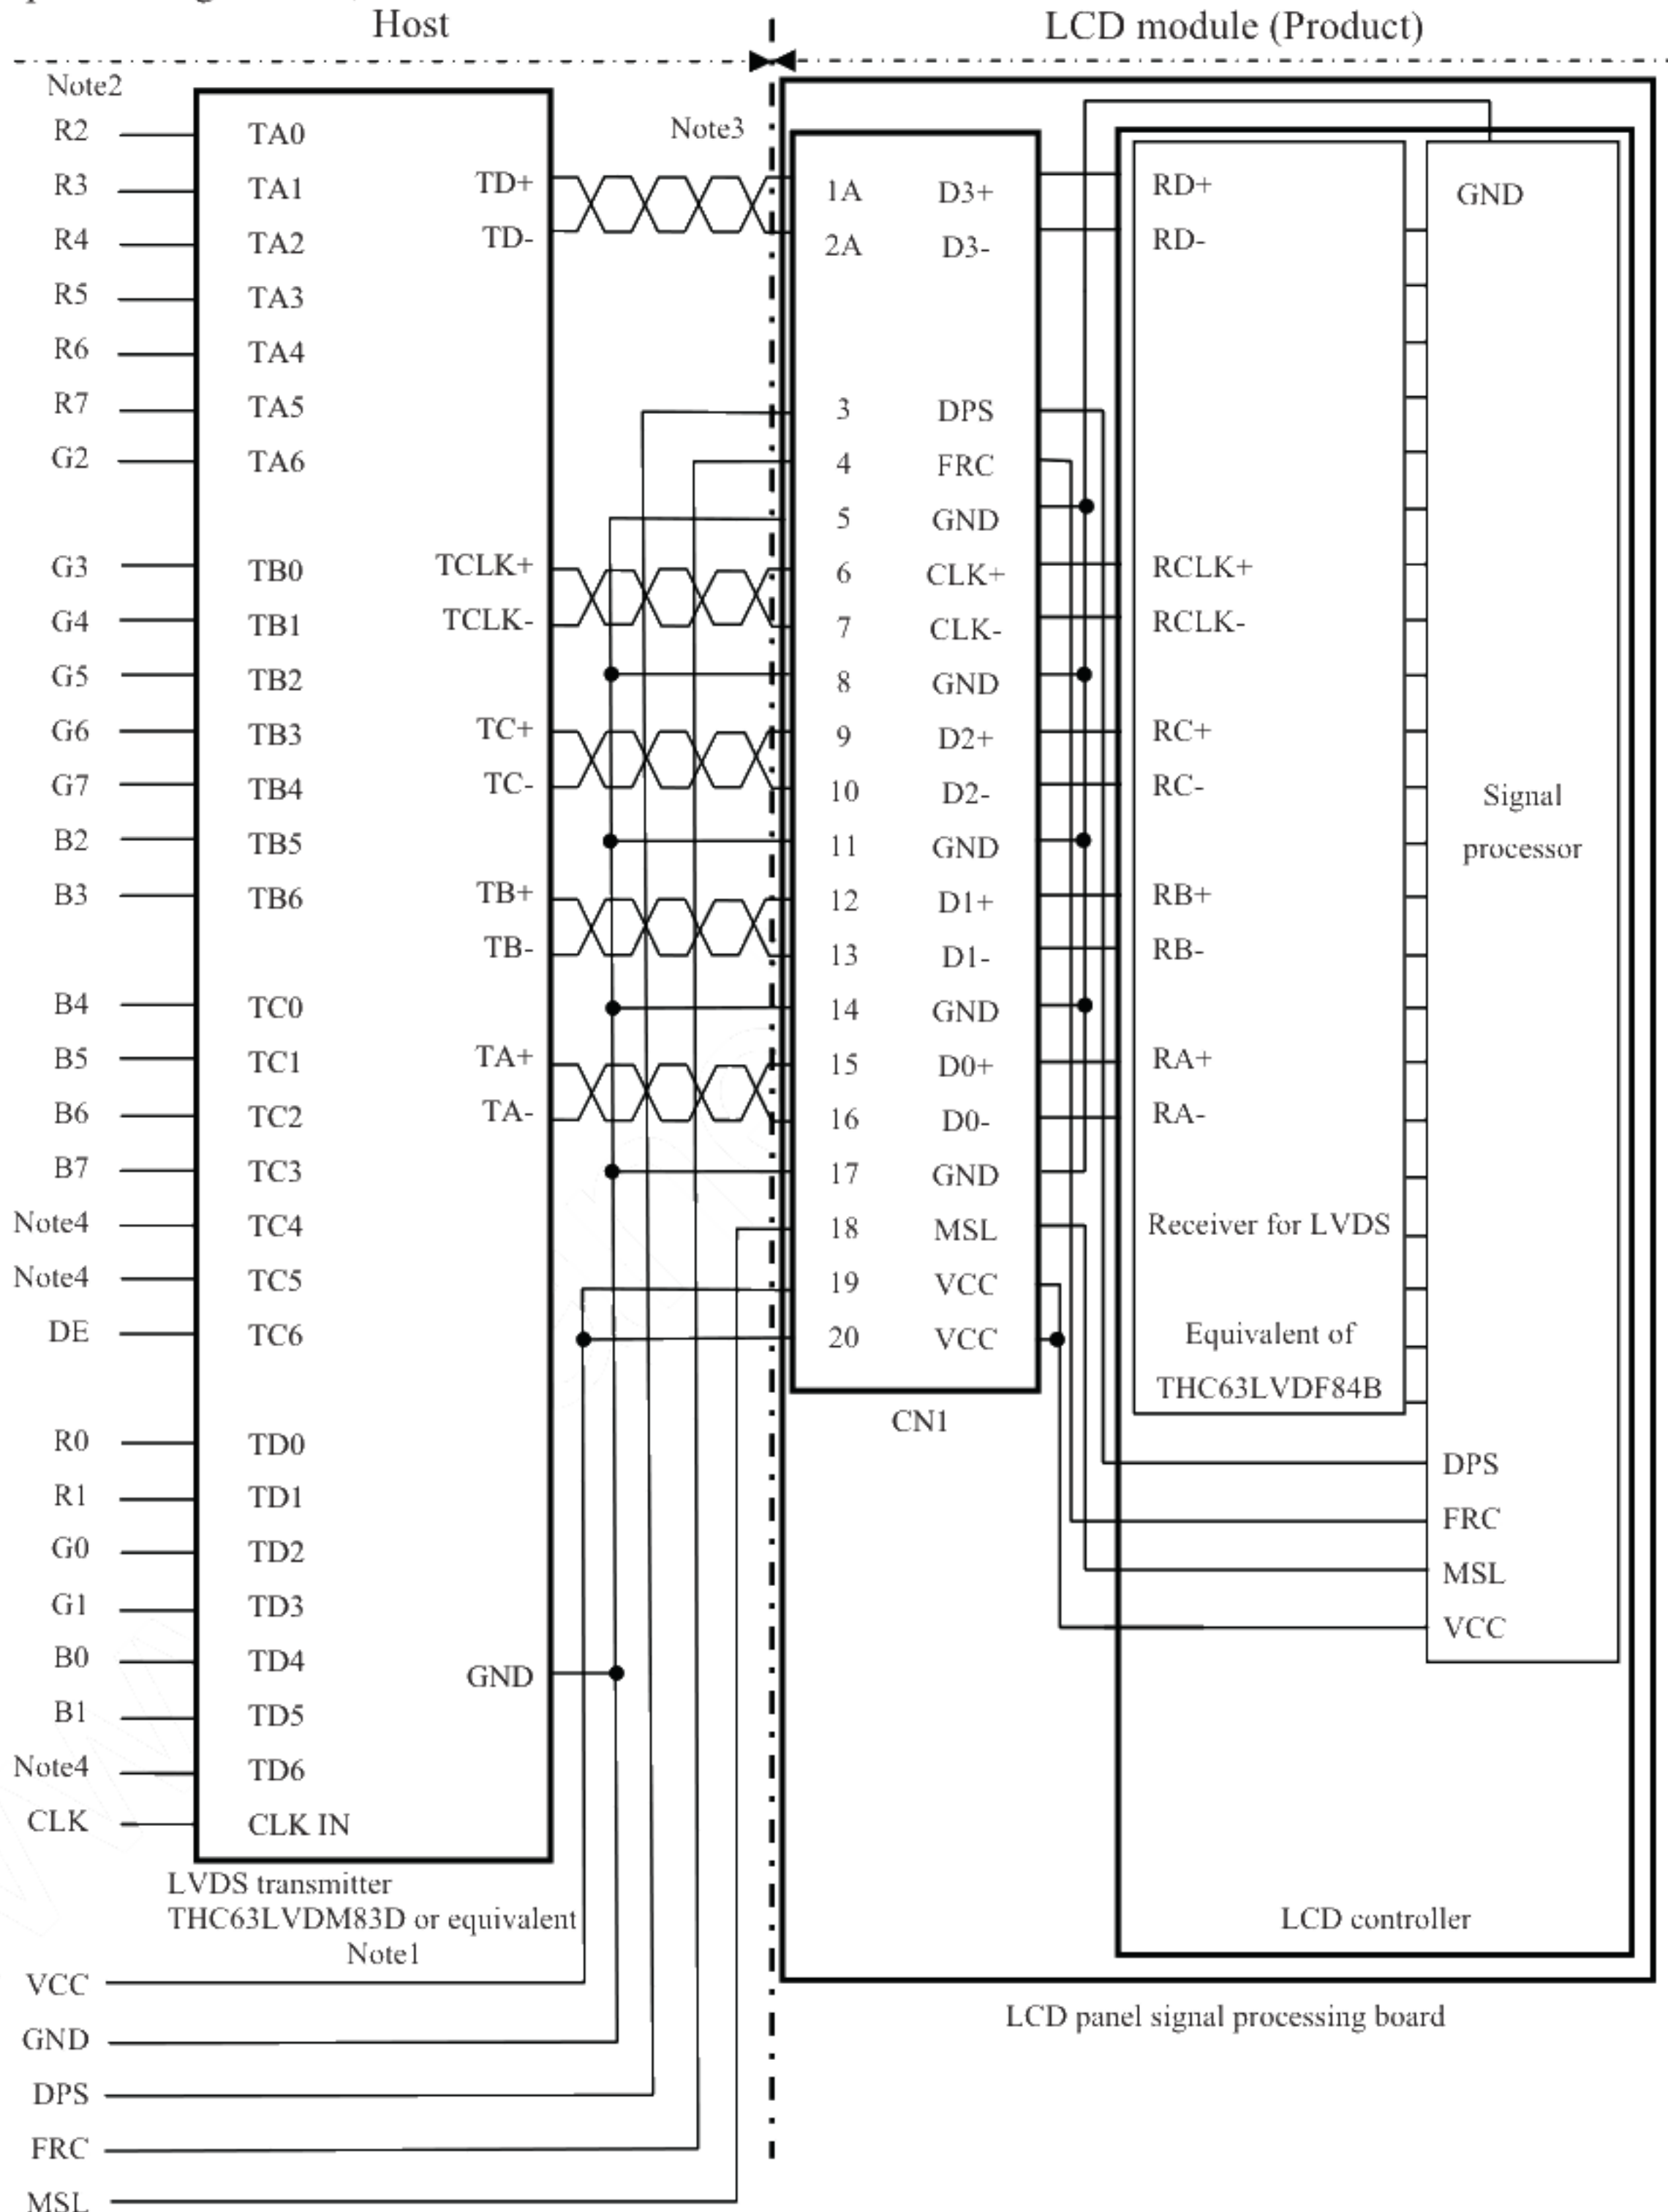 Host
LCD module (Product)
Note2
Note3
R2 TA0
R3 TA1 TD+ 1A D3+ RD+ GND
R4 TA2 TD- 2A D3- RD-
R5 TA3
R6 TA4
R7 TA5 3 DPS
G2 TA6 4 FRC
5 GND
G3 TB0 TCLK+ 6 CLK+ RCLK+
G4 TB1 TCLK- 7 CLK- RCLK-
G5 TB2 8 GND
G6 TB3 TC+ 9 D2+ RC+
G7 TB4 TC- 10 D2- RC- Signal
B2 TB5 11 GND processor
B3 TB6 TB+ 12 D1+ RB+
TB- 13 D1- RB-
B4 TC0 14 GND
B5 TC1 TA+ 15 D0+ RA+
B6 TC2 TA- 16 D0- RA-
B7 TC3 17 GND
Note4 TC4 18 MSL Receiver for LVDS
Note4 TC5 19 VCC
DE TC6 20 VCC Equivalent of
THC63LVDF84B
CN1
R0 TD0 DPS
R1 TD1 FRC
G0 TD2 MSL
G1 TD3 VCC
B0 TD4 GND
B1 TD5
Note4 TD6
CLK CLK IN
LVDS transmitter
THC63LVDM83D or equivalent
Note1
LCD controller
VCC
LCD panel signal processing board
GND
DPS
FRC
MSL